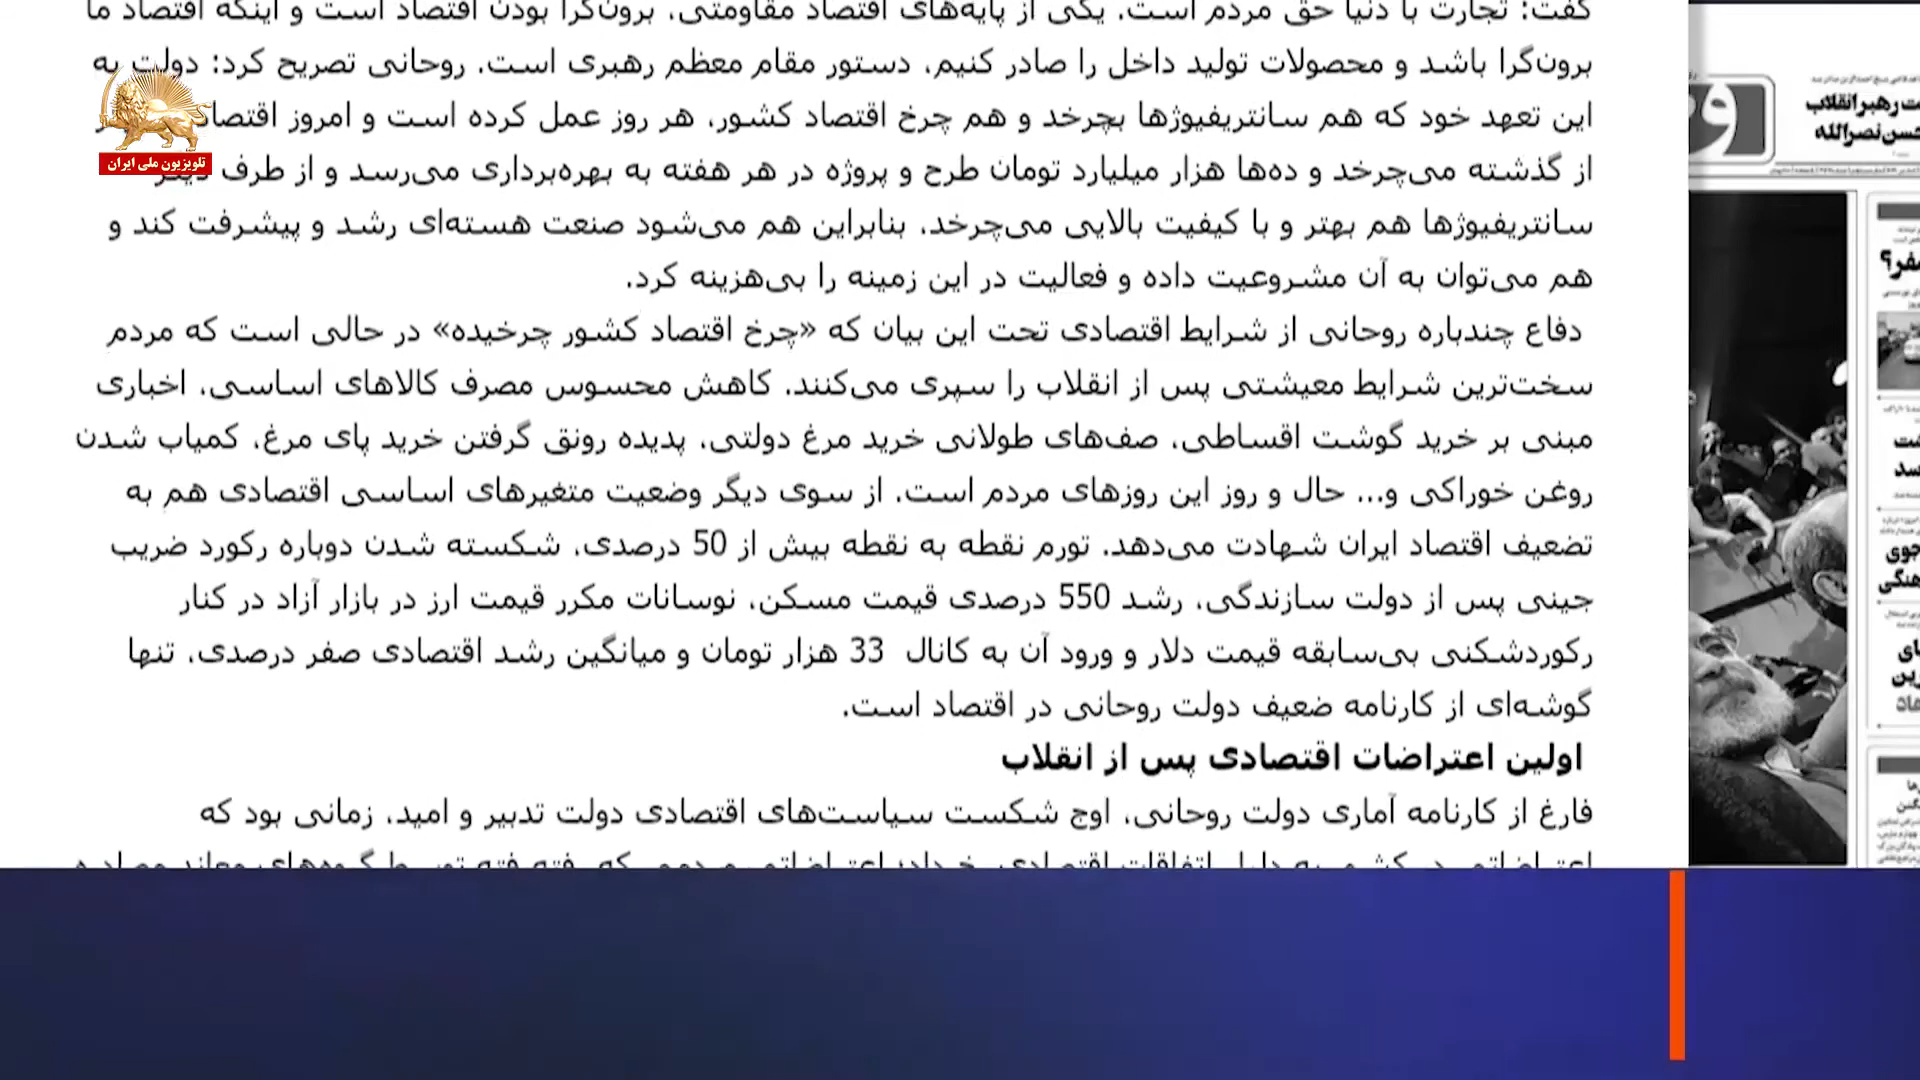 گفت: تجارت با دنیا حق مردم است. یکی از پایه‌های اقتصاد مقاومتی، برون‌گرا بودن اقتصاد است و اینکه اقتصاد ما
برون‌گرا باشد و محصولات تولید داخل را صادر کنیم، دستور مقام معظم رهبری است. روحانی تصریح کرد: دولت به
این تعهد خود که هم سانتریفیوژها بچرخد و هم چرخ اقتصاد کشور، هر روز عمل کرده است و امروز اقتصاد
از گذشته می‌چرخد و ده‌ها هزار میلیارد تومان طرح و پروژه در هر هفته به بهره‌برداری می‌رسد و از طرف دیگر
سانتریفیوژها هم بهتر و با کیفیت بالایی می‌چرخد، بنابراین هم می‌شود صنعت هسته‌ای رشد و پیشرفت کند و
هم می‌توان به آن مشروعیت داده و فعالیت در این زمینه را بی‌هزینه کرد.
دفاع چندباره روحانی از شرایط اقتصادی تحت این بیان که «چرخ اقتصاد کشور چرخیده» در حالی است که مردم
سخت‌ترین شرایط معیشتی پس از انقلاب را سپری می‌کنند. کاهش محسوس مصرف کالاهای اساسی، اخباری
مبنی بر خرید گوشت اقساطی، صف‌های طولانی خرید مرغ دولتی، پدیده رونق گرفتن خرید پای مرغ، کمیاب شدن
روغن خوراکی و... حال و روز این روزهای مردم است. از سوی دیگر وضعیت متغیرهای اساسی اقتصادی هم به
تضعیف اقتصاد ایران شهادت می‌دهد. تورم نقطه به نقطه بیش از 50 درصدی، شکسته شدن دوباره رکورد ضریب
جینی پس از دولت سازندگی، رشد 550 درصدی قیمت مسکن، نوسانات مکرر قیمت ارز در بازار آزاد در کنار
رکوردشکنی بی‌سابقه قیمت دلار و ورود آن به کانال 33 هزار تومان و میانگین رشد اقتصادی صفر درصدی، تنها
گوشه‌ای از کارنامه ضعیف دولت روحانی در اقتصاد است.
اولین اعتراضات اقتصادی پس از انقلاب
فارغ از کارنامه آماری دولت روحانی، اوج شکست سیاست‌های اقتصادی دولت تدبیر و امید، زمانی بود که
تلویزیون ملی ایران
رهبر انقلاب
حسن نصرالله